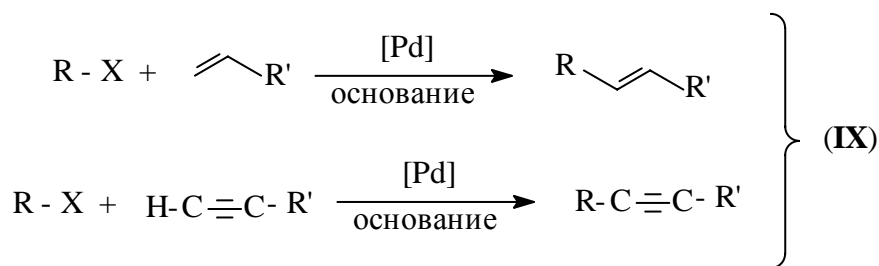 R - X + R' [Pd] основание R R'
(IX)
R - X + H-C≡C-R' [Pd] основание R-C≡C-R'